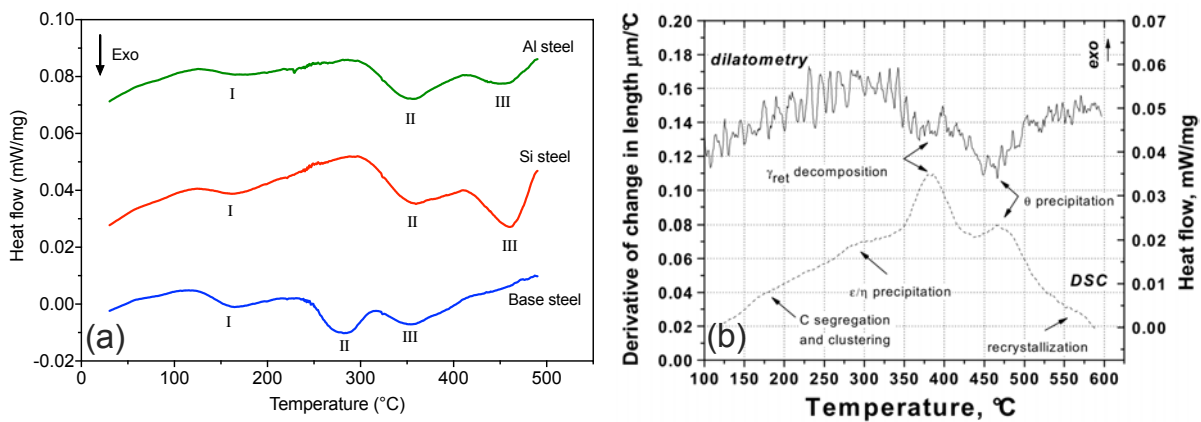 0.10
0.08
0.06
0.04
0.02
0.00
-0.02
Heat flow (mW/mg)
Exo
Al steel
I
II
III
Si steel
I
II
III
Base steel
I
II
III
(a)
0
100
200
300
400
500
Temperature (°C)
Derivative of change in length µm/°C
0.20
0.18
0.16
0.14
0.12
0.10
0.08
0.06
0.04
0.02
0.00
dilatometry
exo
γret decomposition
θ precipitation
ε/η precipitation
DSC
C segregation
and clustering
recrystallization
(b)
0.07
0.06
0.05
0.04
0.03
0.02
0.01
0.00
Heat flow, mW/mg
100 150 200 250 300 350 400 450 500 550 600
Temperature, °C